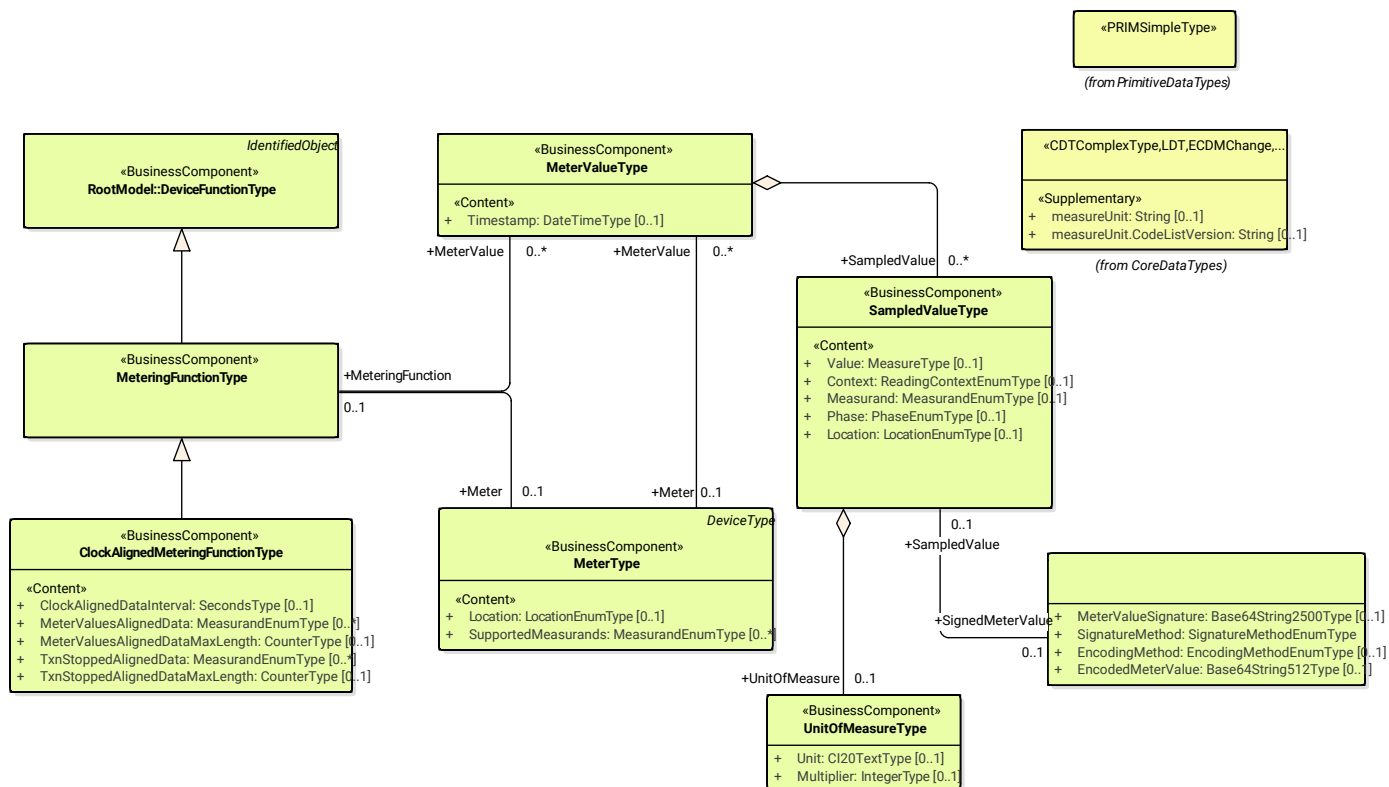 «PRIMSimpleType»
(from PrimitiveDataTypes)
IdentifiedObject
«BusinessComponent»
RootModel::DeviceFunctionType
«BusinessComponent»
MeterValueType
«Content»
+ Timestamp: DateTimeType [0..1]
«CDTComplexType,LDT,ECDMChange,...
«Supplementary»
+ measureUnit: String [0..1]
+ measureUnit.CodeListVersion: String [0..1]
(from CoreDataTypes)
+MeterValue 0..*
+MeterValue 0..*
+SampledValue 0..*
«BusinessComponent»
SampledValueType
«Content»
+ Value: MeasureType [0..1]
+ Context: ReadingContextEnumType [0..1]
+ Measurand: MeasurandEnumType [0..1]
+ Phase: PhaseEnumType [0..1]
+ Location: LocationEnumType [0..1]
«BusinessComponent»
MeteringFunctionType
+MeteringFunction
0..1
+Meter 0..1
+Meter 0..1
«BusinessComponent»
ClockAlignedMeteringFunctionType
«Content»
+ ClockAlignedDataInterval: SecondsType [0..1]
+ MeterValuesAlignedData: MeasurandEnumType [0..*]
+ MeterValuesAlignedDataMaxLength: CounterType [0..1]
+ TxnStoppedAlignedData: MeasurandEnumType [0..*]
+ TxnStoppedAlignedDataMaxLength: CounterType [0..1]
DeviceType
«BusinessComponent»
MeterType
«Content»
+ Location: LocationEnumType [0..1]
+ SupportedMeasurands: MeasurandEnumType [0..*]
0..1
+SampledValue
+SignedMeterValue
0..1
+ MeterValueSignature: Base64String2500Type [0..1]
+ SignatureMethod: SignatureMethodEnumType
+ EncodingMethod: EncodingMethodEnumType [0..1]
+ EncodedMeterValue: Base64String512Type [0..1]
+UnitOfMeasure 0..1
«BusinessComponent»
UnitOfMeasureType
+ Unit: CI20TextType [0..1]
+ Multiplier: IntegerType [0..1]